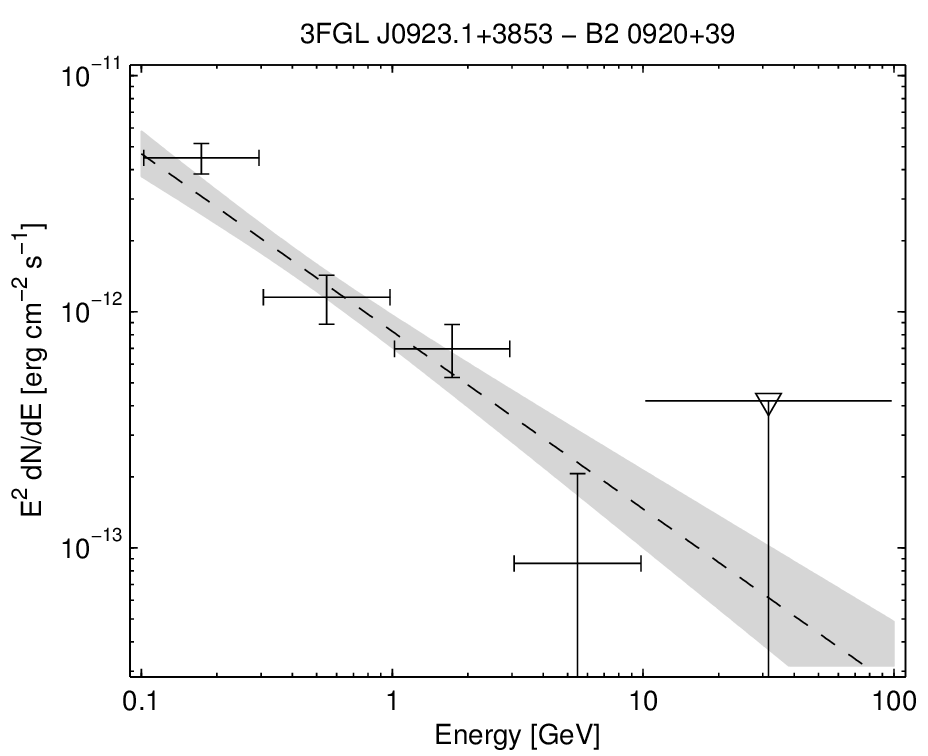 3FGL J0923.1+3853 − B2 0920+39
10⁻¹¹
10⁻¹²
10⁻¹³
E² dN/dE [erg cm⁻² s⁻¹]
0.1 1 10 100
Energy [GeV]